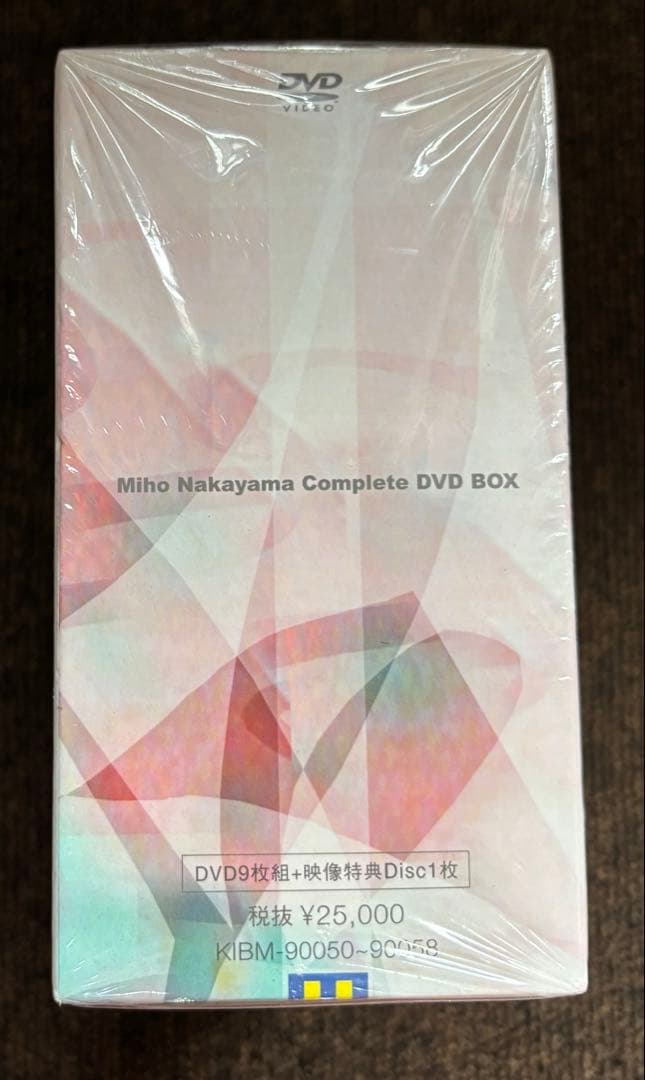 DVD
VIDEO
Miho Nakayama Complete DVD BOX
DVD9枚組+映像特典Disc1枚
税抜 ¥25,000
KIBM-90050~90058